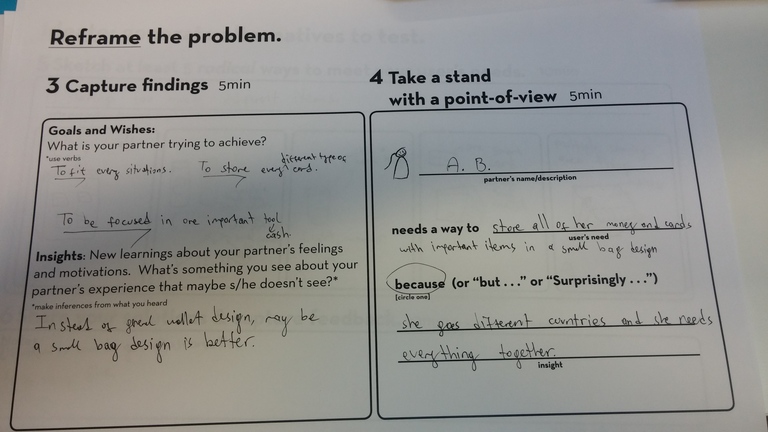 Reframe the problem.
3 Capture findings 5min
Goals and Wishes:
What is your partner trying to achieve?
*use verbs
To fit every situations.
To store every different type of card.
To be focused in one important tool
cash.
Insights: New learnings about your partner's feelings
and motivations. What's something you see about your
partner's experience that maybe s/he doesn't see?*
*make inferences from what you heard
Instead of great wallet design, may be
a small bag design is better.
4 Take a stand
with a point-of-view 5min
A. B.
partner's name/description
needs a way to store all of her money and cards
user's need
with important items in a small bag design
because (or "but . . ." or "Surprisingly . . .")
[circle one]
she goes different countries and she needs
everything together.
insight